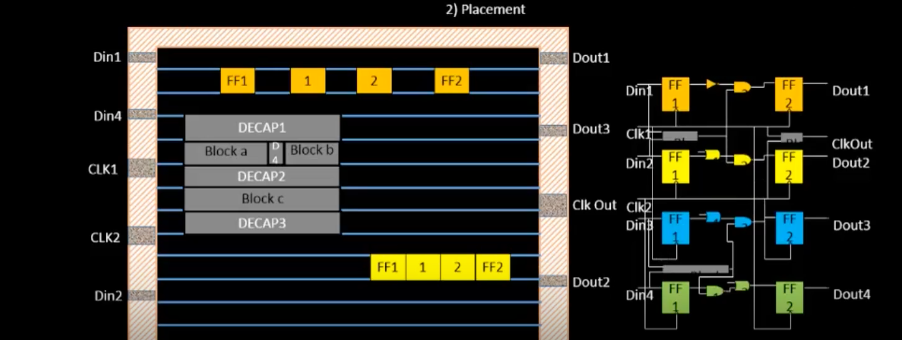 2) Placement
Din1
Dout1
FF1
1
2
FF2
Din4
DECAP1
Dout3
Block a
D
4
Block b
CLK1
DECAP2
Block c
Clk Out
DECAP3
CLK2
FF1
1
2
FF2
Din2
Dout2
Din1
FF
1
FF
2
Dout1
Clk1
ClkOut
Din2
FF
1
FF
2
Dout2
Clk2
Din3
FF
1
FF
2
Dout3
Din4
FF
1
FF
2
Dout4